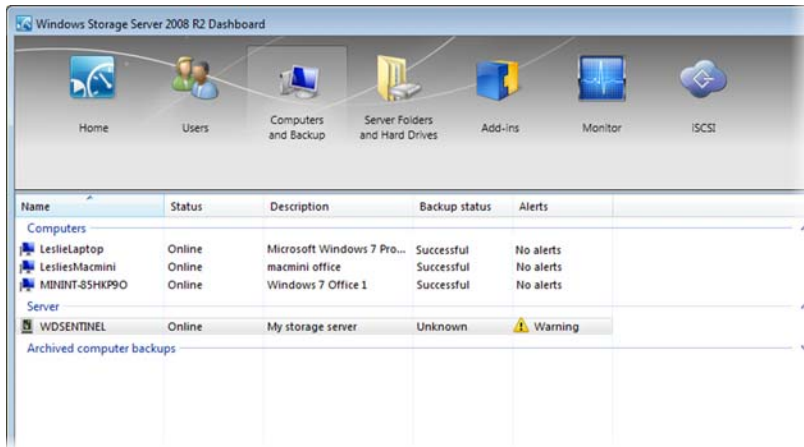 Windows Storage Server 2008 R2 Dashboard
Home Users Computers and Backup Server Folders and Hard Drives Add-ins Monitor iSCSI
Name Status Description Backup status Alerts
Computers
LeslieLaptop Online Microsoft Windows 7 Pro... Successful No alerts
LesliesMacmini Online macmini office Successful No alerts
MININT-85HKP9O Online Windows 7 Office 1 Successful No alerts
Server
WDSENTINEL Online My storage server Unknown Warning
Archived computer backups